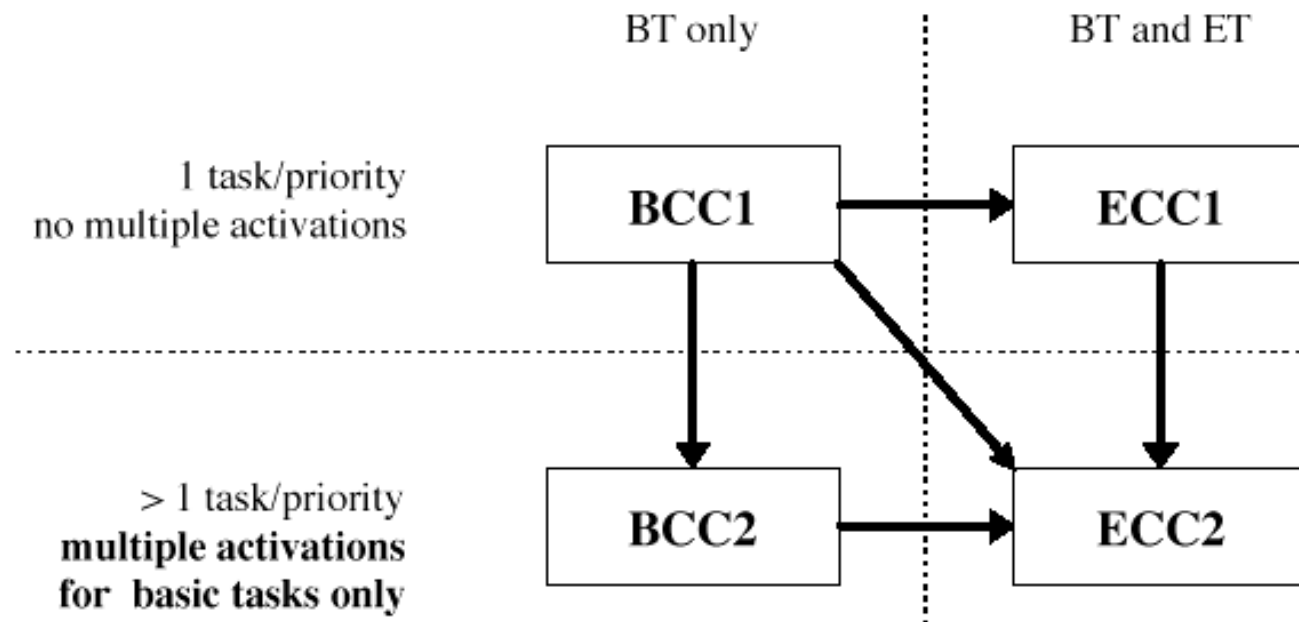 BT only
BT and ET
1 task/priority
no multiple activations
BCC1
ECC1
> 1 task/priority
multiple activations
for basic tasks only
BCC2
ECC2